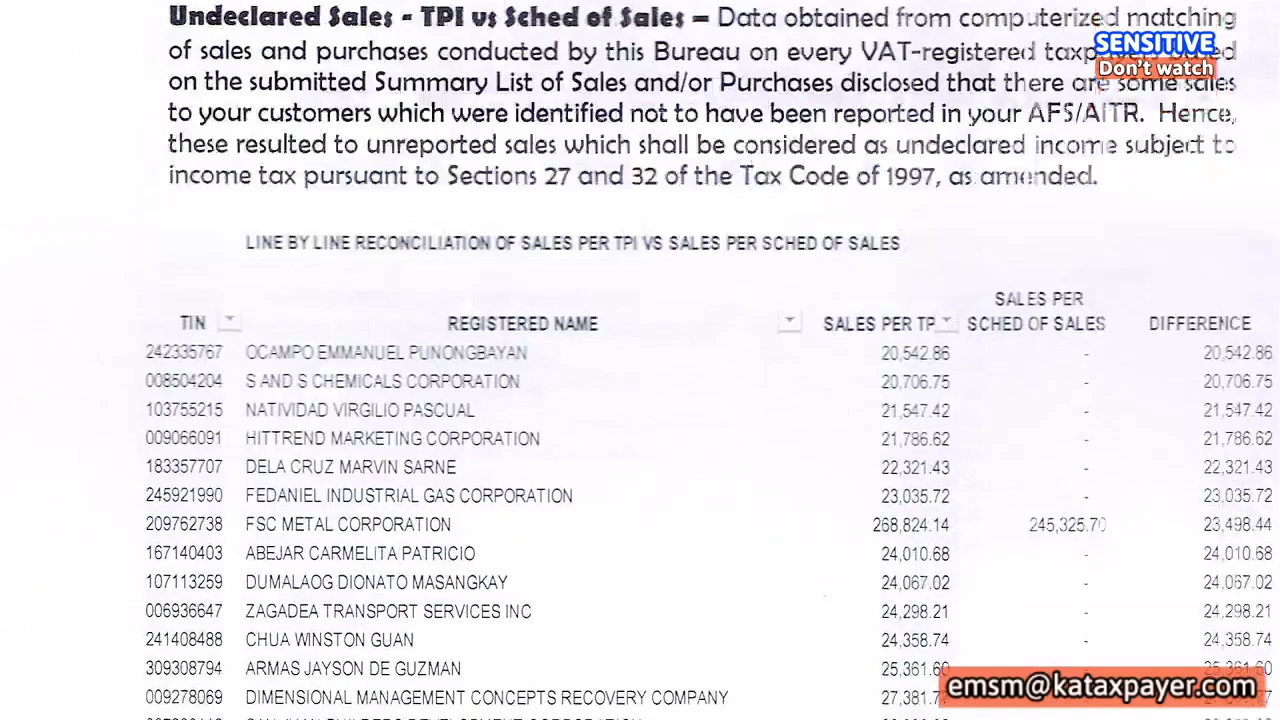 Undeclared Sales - TPI vs Sched of Sales – Data obtained from computerized matching
SENSITIVE
Don't watch
of sales and purchases conducted by this Bureau on every VAT-registered
on the submitted Summary List of Sales and/or Purchases disclosed that there are some sales
to your customers which were identified not to have been reported in your AFS/AITR. Hence,
these resulted to unreported sales which shall be considered as undeclared income subject to
income tax pursuant to Sections 27 and 32 of the Tax Code of 1997, as amended.
LINE BY LINE RECONCILIATION OF SALES PER TPI VS SALES PER SCHED OF SALES
TIN REGISTERED NAME SALES PER TP SALES PER SCHED OF SALES DIFFERENCE
242335767 OCAMPO EMMANUEL PUNONGBAYAN 20,542.86 - 20,542.86
008504204 S AND S CHEMICALS CORPORATION 20,706.75 - 20,706.75
103755215 NATIVIDAD VIRGILIO PASCUAL 21,547.42 - 21,547.42
009066091 HITTREND MARKETING CORPORATION 21,786.62 - 21,786.62
183357707 DELA CRUZ MARVIN SARNE 22,321.43 - 22,321.43
245921990 FEDANIEL INDUSTRIAL GAS CORPORATION 23,035.72 - 23,035.72
209762738 FSC METAL CORPORATION 268,824.14 245,325.70 23,498.44
167140403 ABEJAR CARMELITA PATRICIO 24,010.68 - 24,010.68
107113259 DUMALAOG DIONATO MASANGKAY 24,067.02 - 24,067.02
006936647 ZAGADEA TRANSPORT SERVICES INC 24,298.21 - 24,298.21
241408488 CHUA WINSTON GUAN 24,358.74 - 24,358.74
309308794 ARMAS JAYSON DE GUZMAN 25,361.60 - 25,361.60
009278069 DIMENSIONAL MANAGEMENT CONCEPTS RECOVERY COMPANY
emsm@kataxpayer.com